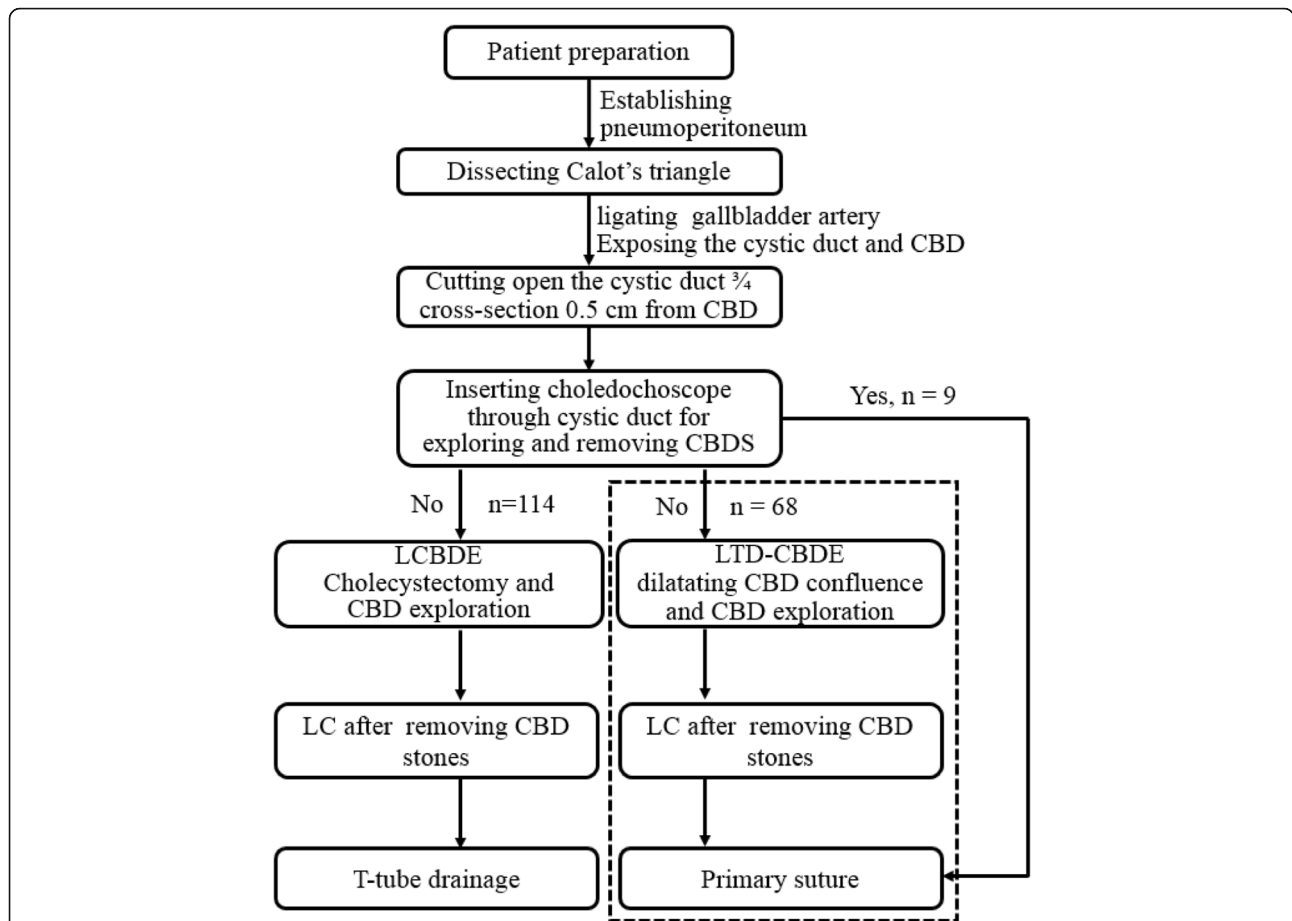 Patient preparation
Establishing
pneumoperitoneum
Dissecting Calot’s triangle
ligating gallbladder artery
Exposing the cystic duct and CBD
Cutting open the cystic duct ¾
cross-section 0.5 cm from CBD
Inserting choledochoscope
through cystic duct for
exploring and removing CBDS
Yes, n = 9
No n=114
No n = 68
LCBDE
Cholecystectomy and
CBD exploration
LTD-CBDE
dilatating CBD confluence
and CBD exploration
LC after removing CBD
stones
LC after removing CBD
stones
T-tube drainage
Primary suture